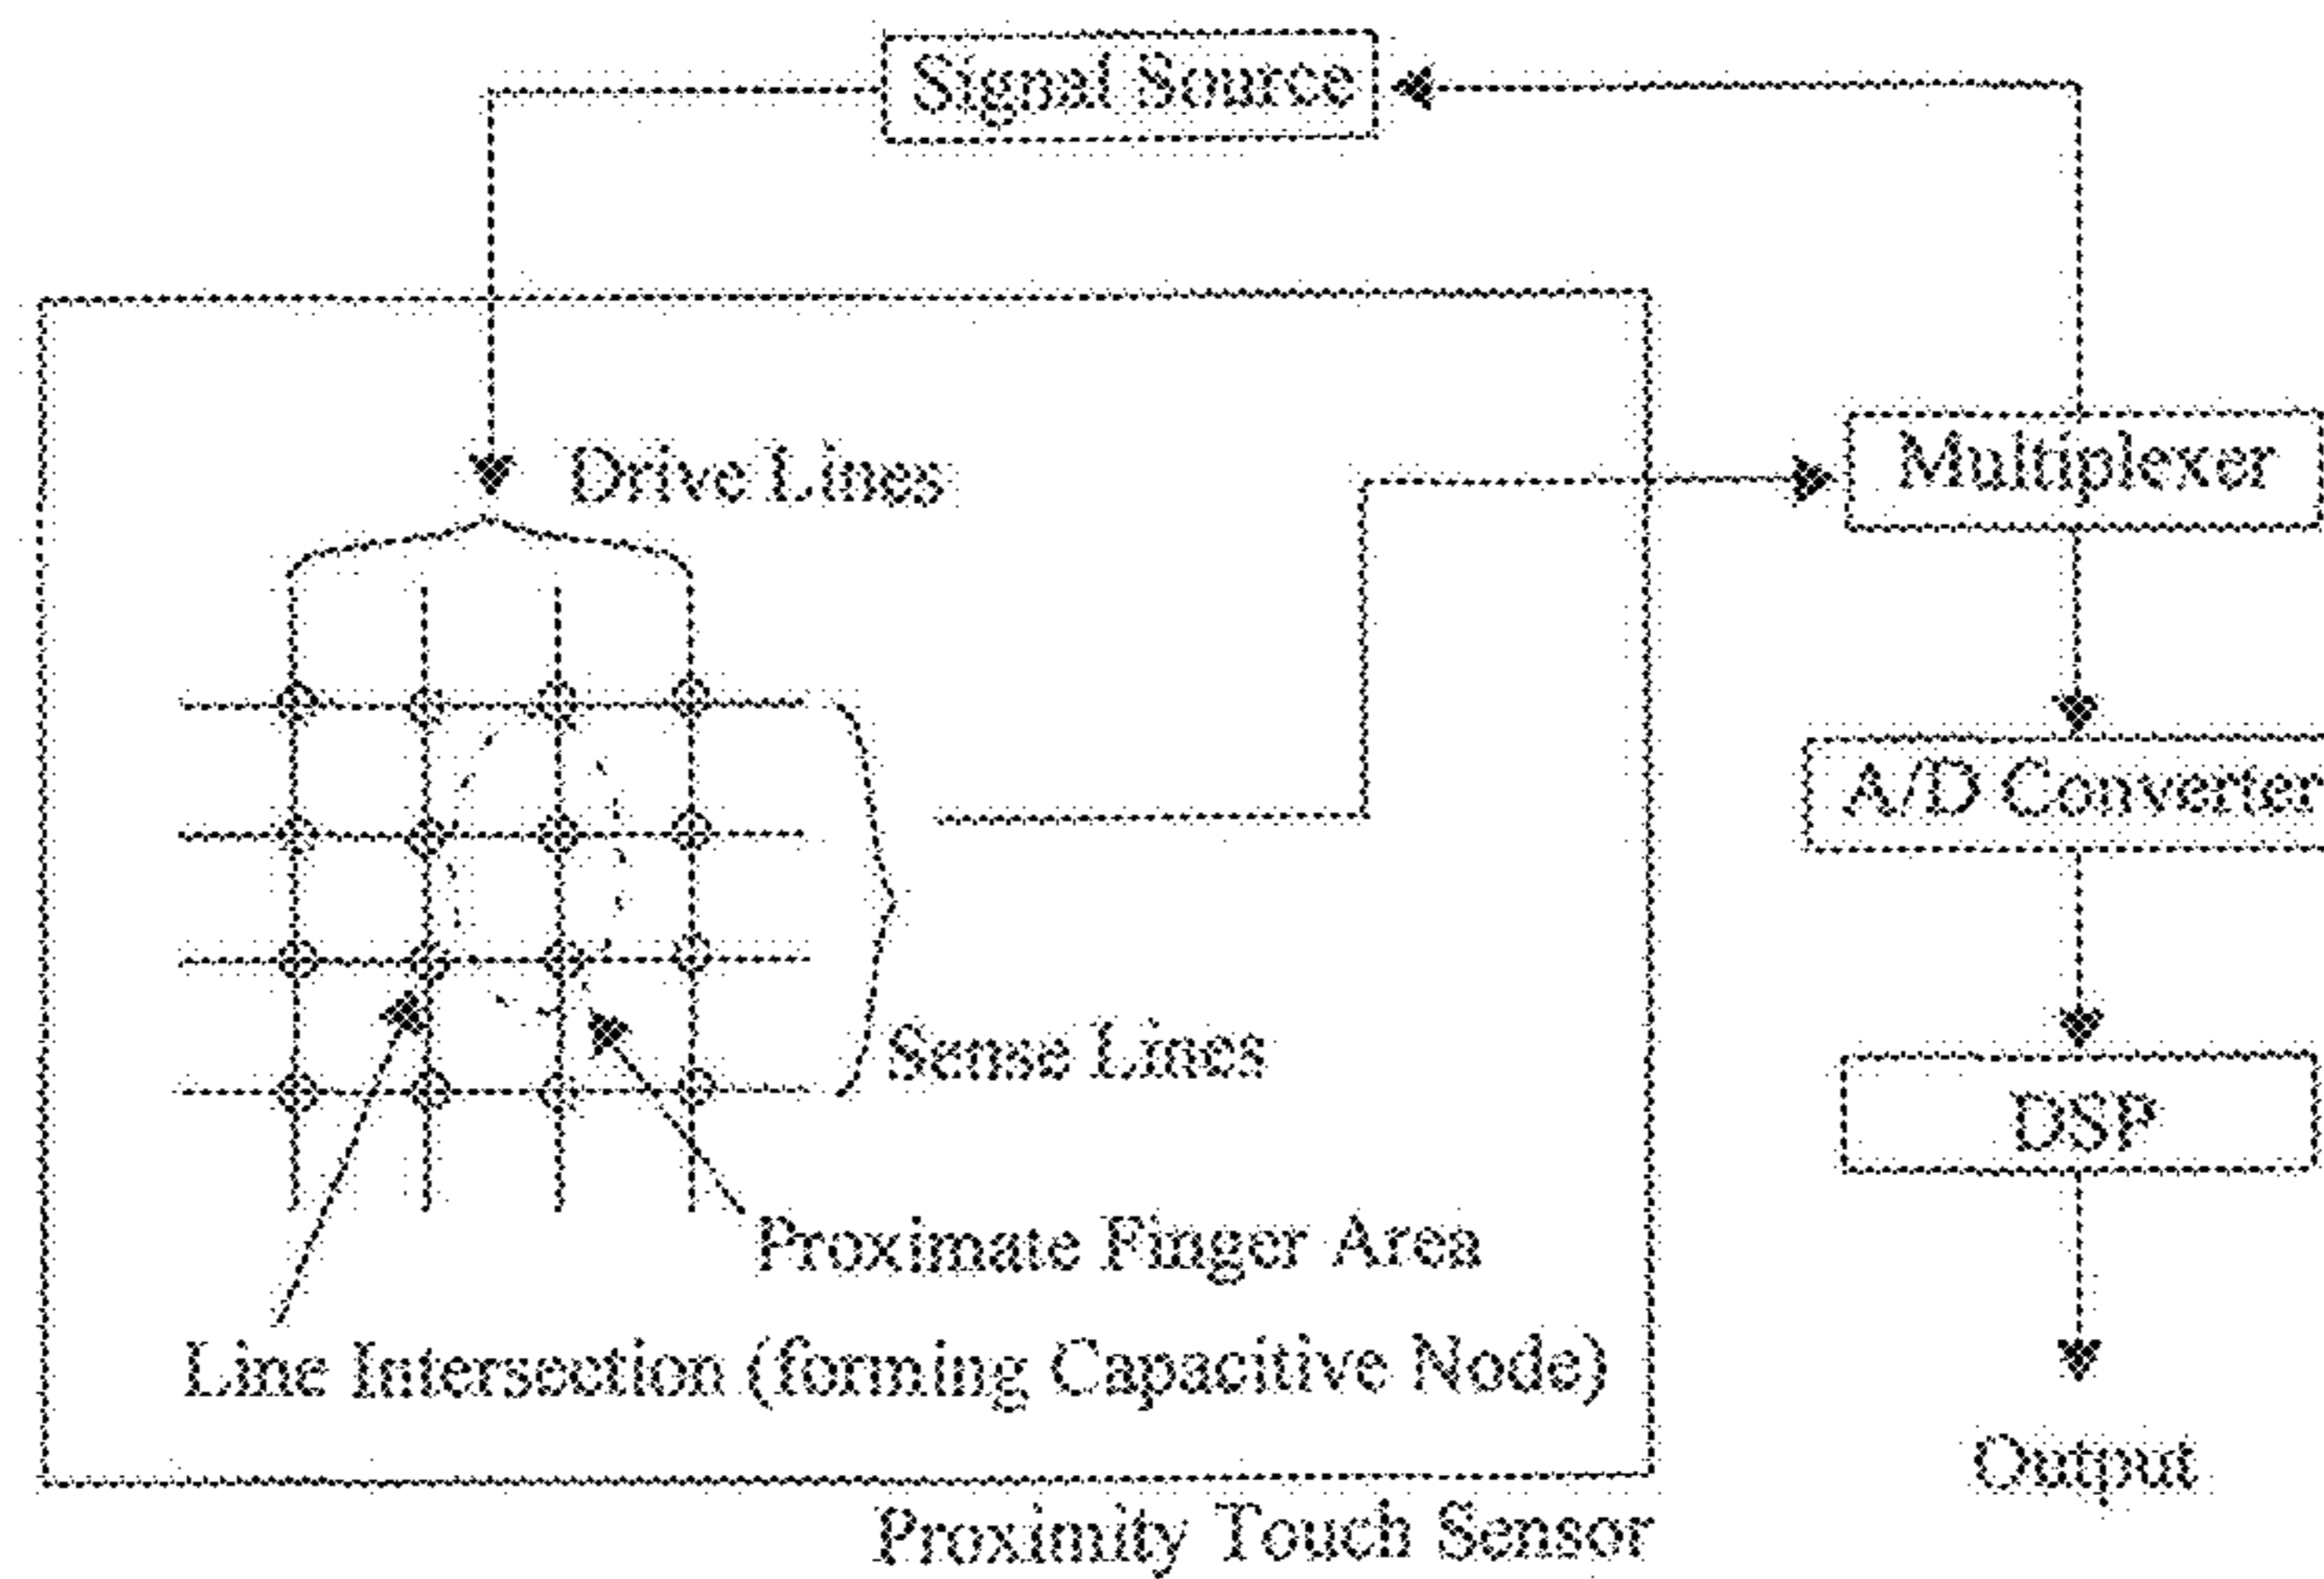 Signal Source
Drive Lines
Multiplexer
A/D Converter
Sense Lines
DSP
Proximate Finger Area
Line Intersection (forming Capacitive Node)
Output
Proximity Touch Sensor